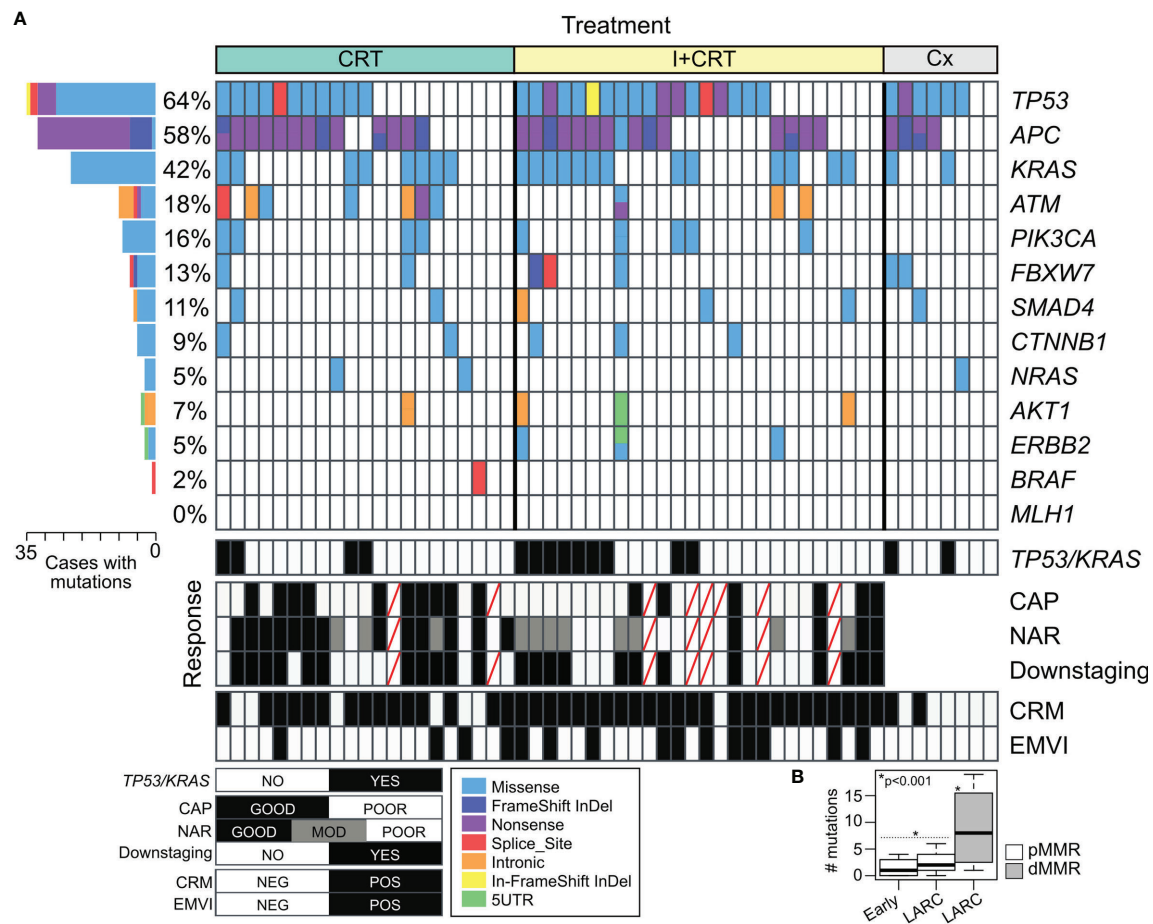 A
Treatment
CRT I+CRT Cx
64% TP53
58% APC
42% KRAS
18% ATM
16% PIK3CA
13% FBXW7
11% SMAD4
9% CTNNB1
5% NRAS
7% AKT1
5% ERBB2
2% BRAF
0% MLH1
35 0
Cases with
mutations
TP53/KRAS
Response
CAP
NAR
Downstaging
CRM
EMVI
TP53/KRAS NO YES
CAP GOOD POOR
NAR GOOD MOD POOR
Downstaging NO YES
CRM NEG POS
EMVI NEG POS
Missense
FrameShift InDel
Nonsense
Splice_Site
Intronic
In-FrameShift InDel
5UTR
B
*p<0.001
*
*
# mutations
15
10
5
0
Early LARC LARC
pMMR
dMMR